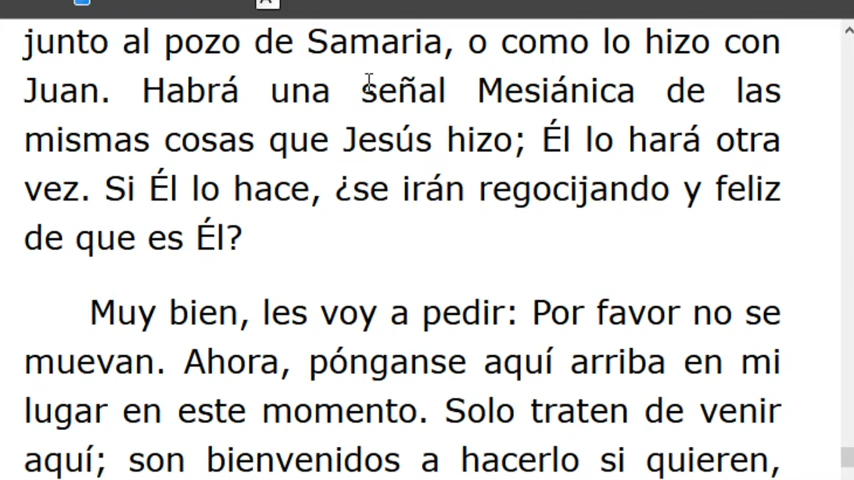 junto al pozo de Samaria, o como lo hizo con
Juan. Habrá una señal Mesiánica de las
mismas cosas que Jesús hizo; Él lo hará otra
vez. Si Él lo hace, ¿se irán regocijando y feliz
de que es Él?
Muy bien, les voy a pedir: Por favor no se
muevan. Ahora, pónganse aquí arriba en mi
lugar en este momento. Solo traten de venir
aquí; son bienvenidos a hacerlo si quieren,